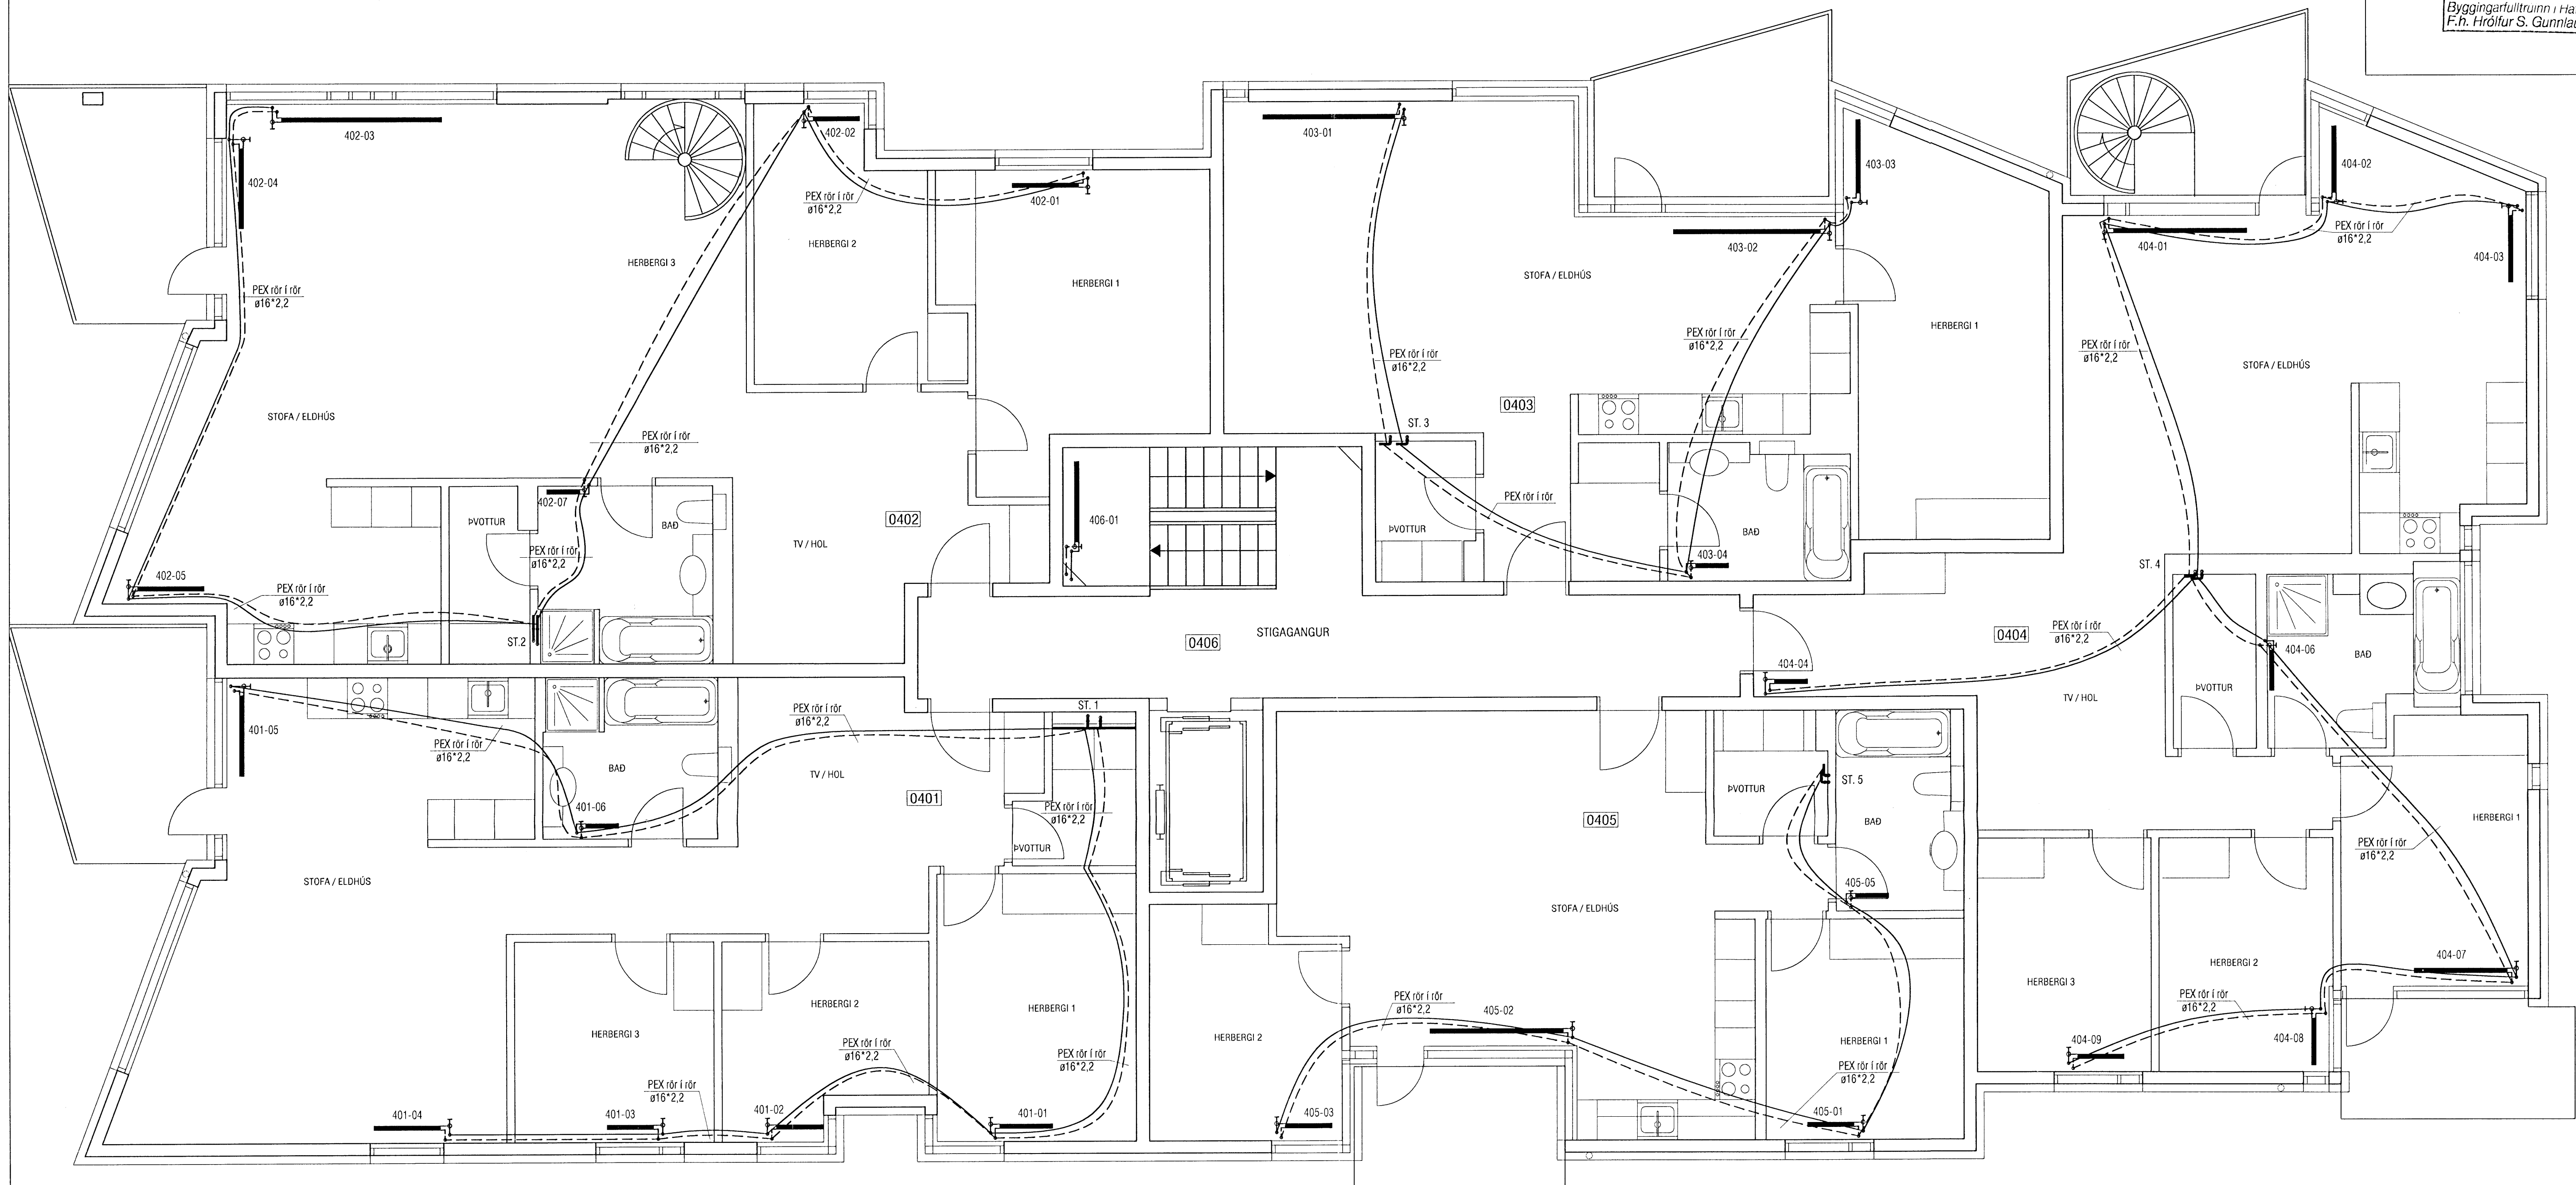 Byggingarfulltrúinn í Ha
F.h. Hrólfur S. Gunnlau
402-03
402-04
402-02
402-01
PEX rör í rör
ø16*2,2
HERBERGI 2
HERBERGI 3
HERBERGI 1
PEX rör í rör
ø16*2,2
STOFA / ELDHÚS
PEX rör í rör
ø16*2,2
402-07
ÞVOTTUR
BAÐ
0402
TV / HOL
PEX rör í rör
ø16*2,2
402-05
PEX rör í rör
ø16*2,2
ST.2
406-01
403-01
403-03
403-02
STOFA / ELDHÚS
HERBERGI 1
PEX rör í rör
ø16*2,2
PEX rör í rör
ø16*2,2
0403
ST. 3
PEX rör í rör
ÞVOTTUR
BAÐ
403-04
404-02
404-01
PEX rör í rör
ø16*2,2
404-03
PEX rör í rör
ø16*2,2
STOFA / ELDHÚS
ST. 4
0406
STIGAGANGUR
0404
PEX rör í rör
ø16*2,2
404-04
404-06
BAÐ
ÞVOTTUR
TV / HOL
401-05
PEX rör í rör
ø16*2,2
PEX rör í rör
ø16*2,2
ST. 1
BAÐ
TV / HOL
401-06
0401
PEX rör í rör
ø16*2,2
ÞVOTTUR
STOFA / ELDHÚS
HERBERGI 3
HERBERGI 2
HERBERGI 1
PEX rör í rör
ø16*2,2
PEX rör í rör
ø16*2,2
PEX rör í rör
ø16*2,2
401-04
401-03
401-02
401-01
ÞVOTTUR
ST. 5
BAÐ
0405
405-05
STOFA / ELDHÚS
PEX rör í rör
ø16*2,2
405-02
HERBERGI 2
HERBERGI 1
PEX rör í rör
ø16*2,2
405-03
405-01
HERBERGI 1
PEX rör í rör
ø16*2,2
404-07
HERBERGI 2
HERBERGI 3
PEX rör í rör
ø16*2,2
404-09
404-08